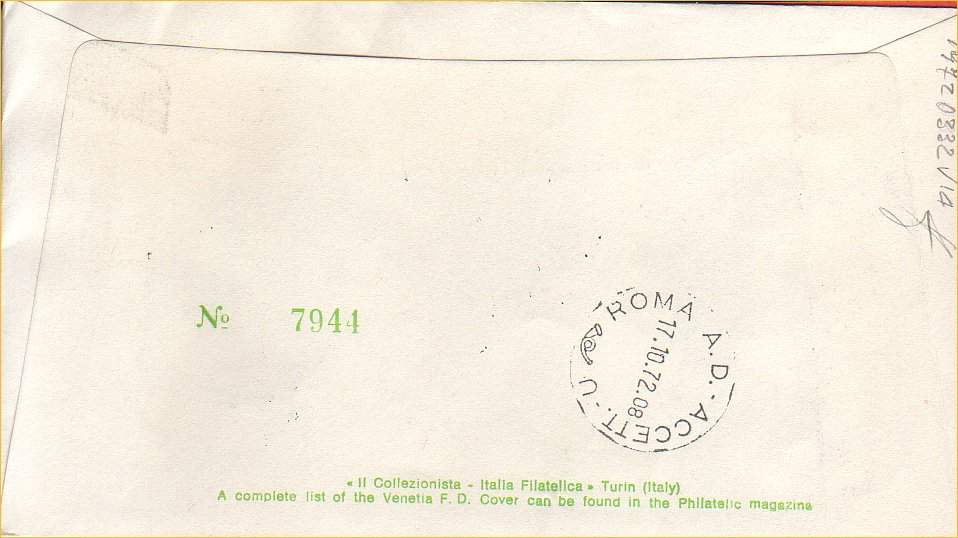 № 7944
ROMA A.D.-ACCETT.-U
17.10.72.08
« Il Collezionista - Italia Filatelica » Turin (Italy)
A complete list of the Venetia F. D. Cover can be found in the Philatelic magazine